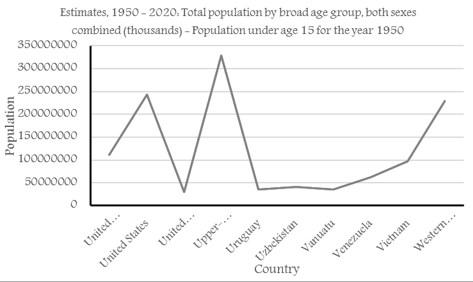 Estimates, 1950 - 2020: Total population by broad age group, both sexes
combined (thousands) - Population under age 15 for the year 1950
350000000
300000000
250000000
200000000
150000000
100000000
50000000
0
Population
United...
United States
United...
Upper-...
Uruguay
Uzbekistan
Vanuatu
Venezuela
Vietnam
Western...
Country